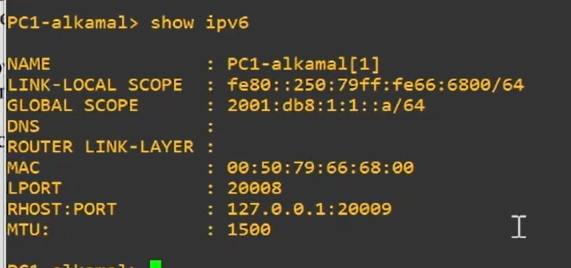 PC1-alkamal> show ipv6
NAME : PC1-alkamal[1]
LINK-LOCAL SCOPE : fe80::250:79ff:fe66:6800/64
GLOBAL SCOPE : 2001:db8:1:1::a/64
DNS :
ROUTER LINK-LAYER :
MAC : 00:50:79:66:68:00
LPORT : 20008
RHOST:PORT : 127.0.0.1:20009
MTU: : 1500
PC1-alkamal>